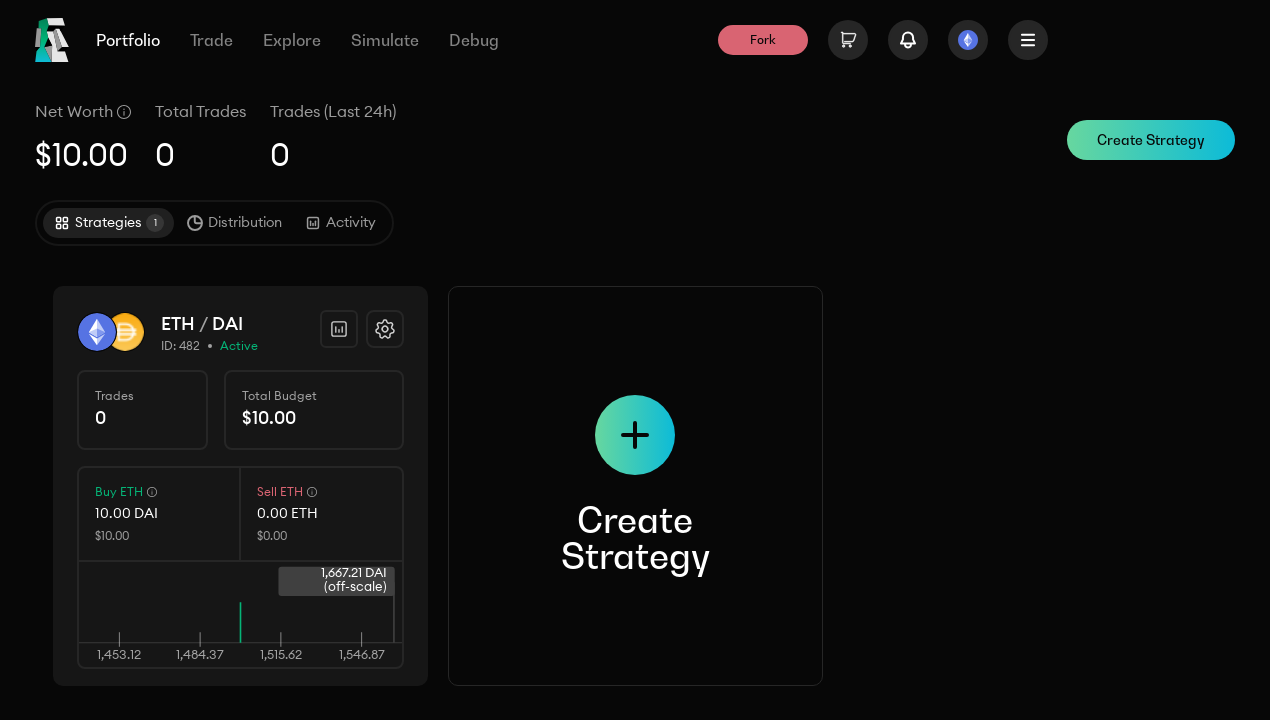 Portfolio Trade Explore Simulate Debug Fork
Net Worth Total Trades Trades (Last 24h)
$10.00 0 0
Create Strategy
Strategies 1 Distribution Activity
ETH / DAI
ID: 482 • Active
Trades
0
Total Budget
$10.00
Buy ETH
10.00 DAI
$10.00
Sell ETH
0.00 ETH
$0.00
1,667.21 DAI
(off-scale)
1,453.12 1,484.37 1,515.62 1,546.87
Create
Strategy